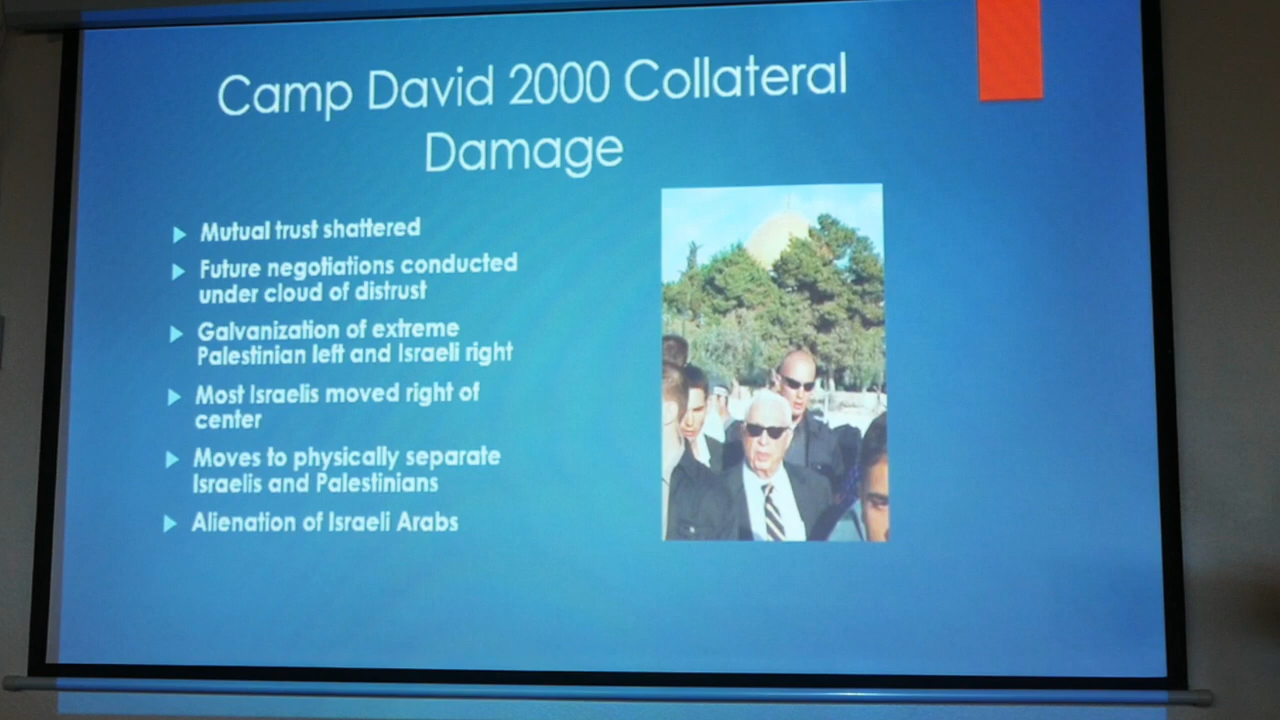 Camp David 2000 Collateral
Damage
Mutual trust shattered
Future negotiations conducted
under cloud of distrust
Galvanization of extreme
Palestinian left and Israeli right
Most Israelis moved right of
center
Moves to physically separate
Israelis and Palestinians
Alienation of Israeli Arabs